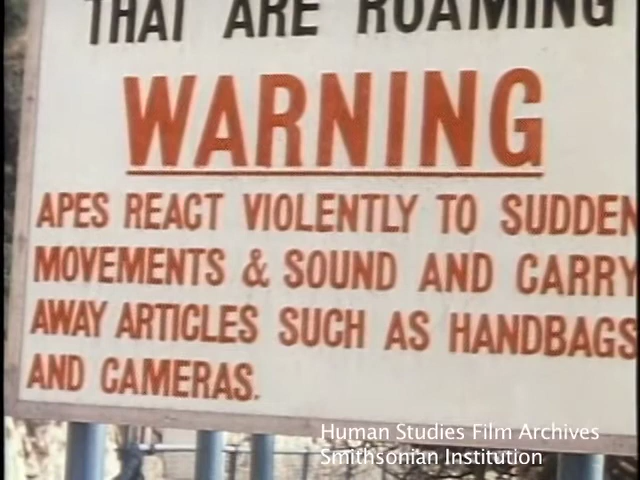 THAT ARE ROAMING
WARNING
APES REACT VIOLENTLY TO SUDDEN
MOVEMENTS & SOUND AND CARRY
AWAY ARTICLES SUCH AS HANDBAGS
AND CAMERAS.
Human Studies Film Archives
Smithsonian Institution